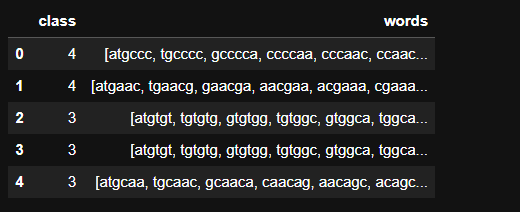 class words
0 4 [atgccc, tgcccc, gcccca, ccccaa, cccaac, ccaac...
1 4 [atgaac, tgaacg, gaacga, aacgaa, acgaaa, cgaaa...
2 3 [atgtgt, tgtgtg, gtgtgg, tgtggc, gtggca, tggca...
3 3 [atgtgt, tgtgtg, gtgtgg, tgtggc, gtggca, tggca...
4 3 [atgcaa, tgcaac, gcaaca, caacag, aacagc, acagc...